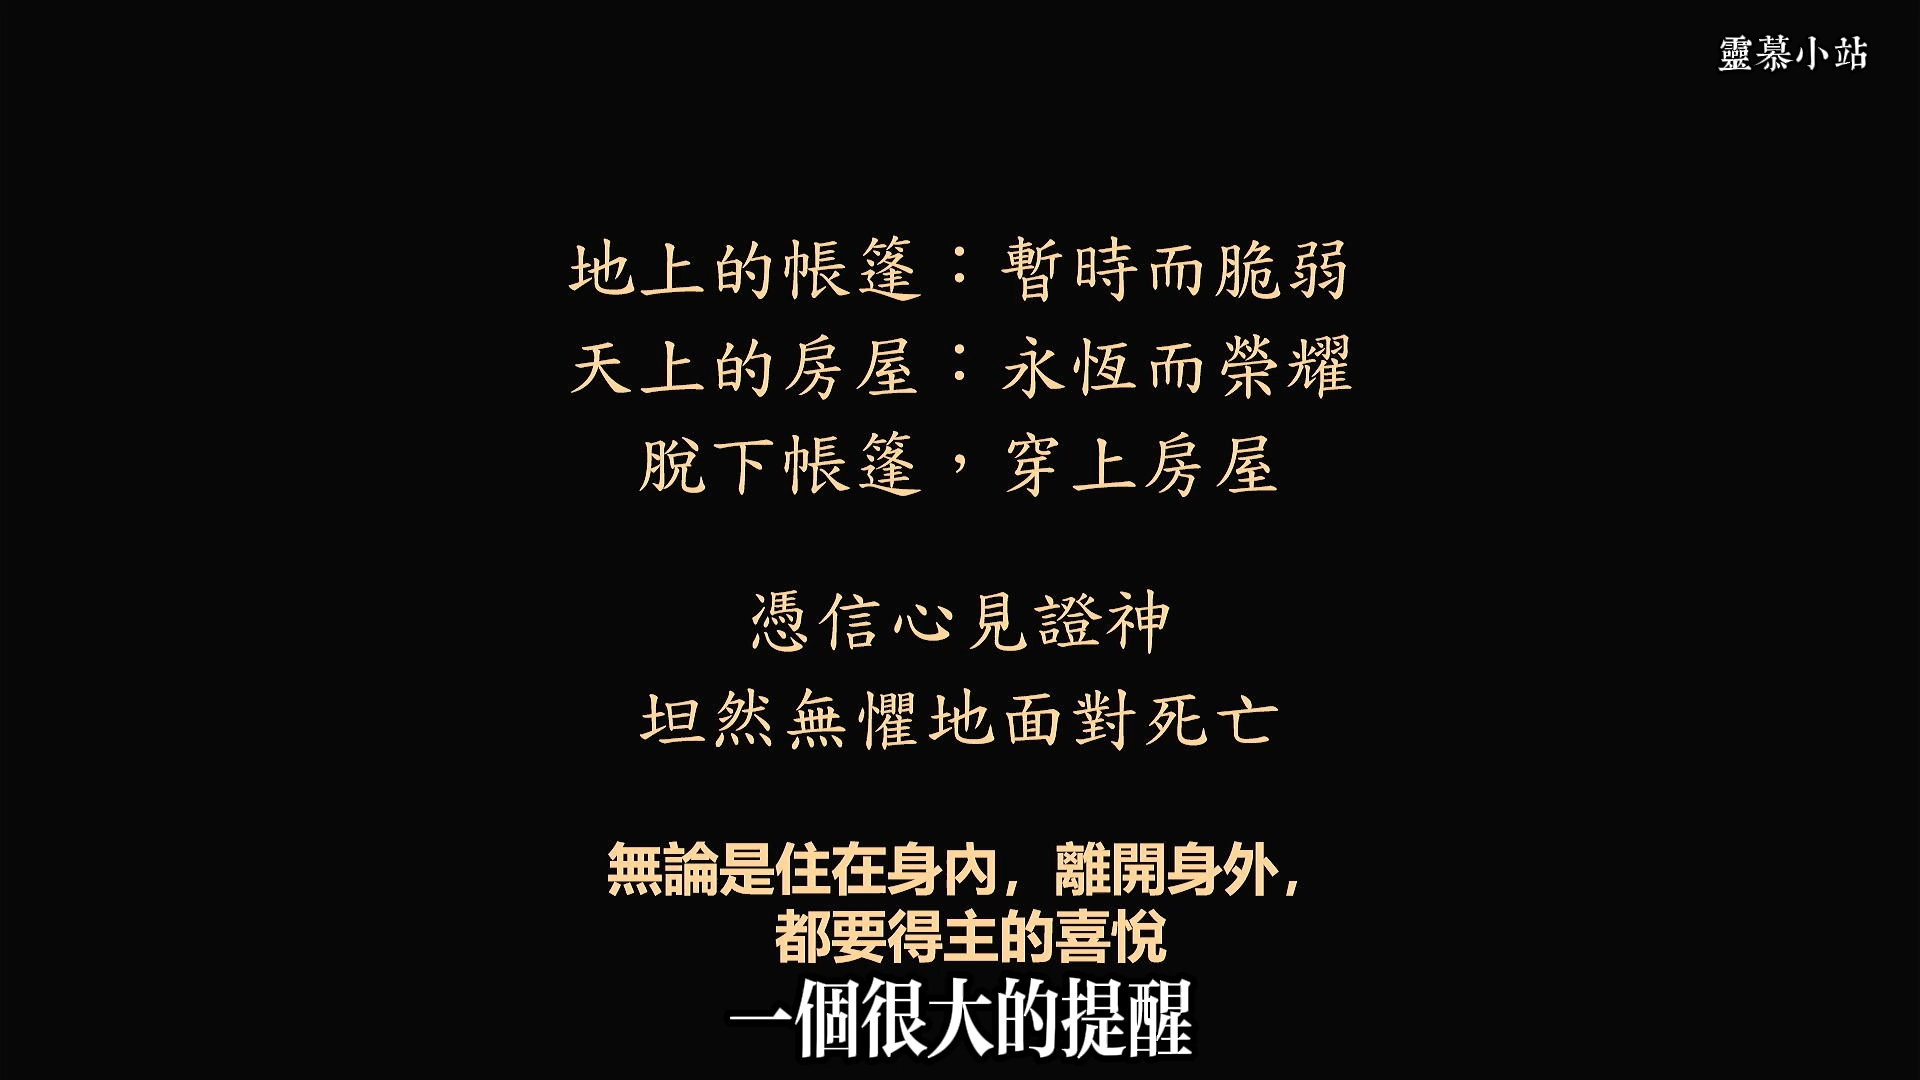 靈慕小站
地上的帳篷：暫時而脆弱
天上的房屋：永恆而榮耀
脫下帳篷，穿上房屋
憑信心見證神
坦然無懼地面對死亡
無論是住在身內，離開身外，
都要得主的喜悅
一個很大的提醒